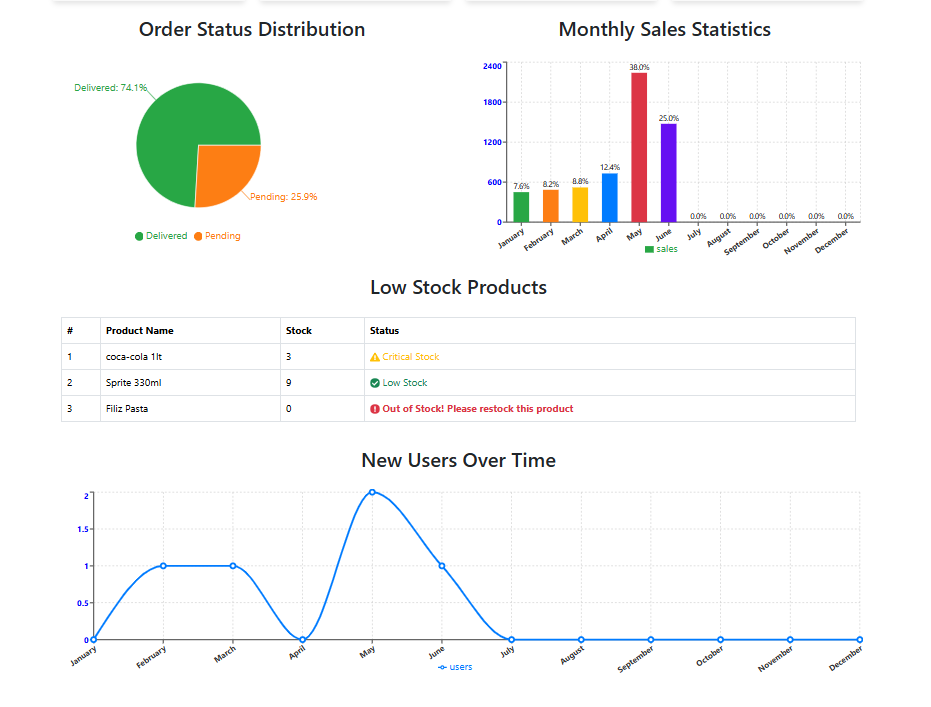 Order Status Distribution
Delivered: 74.1%
Pending: 25.9%
Delivered Pending
Monthly Sales Statistics
2400
1800
1200
600
0
7.6% 8.2% 8.8% 12.4% 38.0% 25.0% 0.0% 0.0% 0.0% 0.0% 0.0% 0.0%
January February March April May June July August September October November December
sales
Low Stock Products
# Product Name Stock Status
1 coca-cola 1lt 3 Critical Stock
2 Sprite 330ml 9 Low Stock
3 Filiz Pasta 0 Out of Stock! Please restock this product
New Users Over Time
2
1.5
1
0.5
0
January February March April May June July August September October November December
users